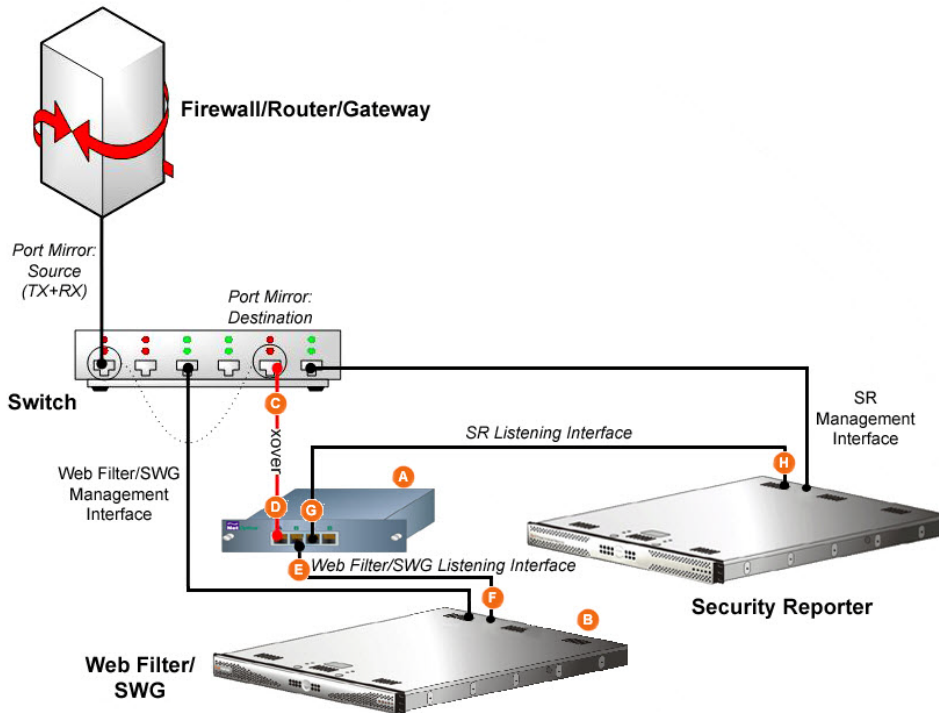 Firewall/Router/Gateway
Port Mirror:
Source
(TX+RX)
Port Mirror:
Destination
Switch
C
xover
SR Listening Interface
SR
Management
Interface
Web Filter/SWG
Management
Interface
A
H
D
G
Net
E
Web Filter/SWG Listening Interface
F
B
Security Reporter
Web Filter/
SWG